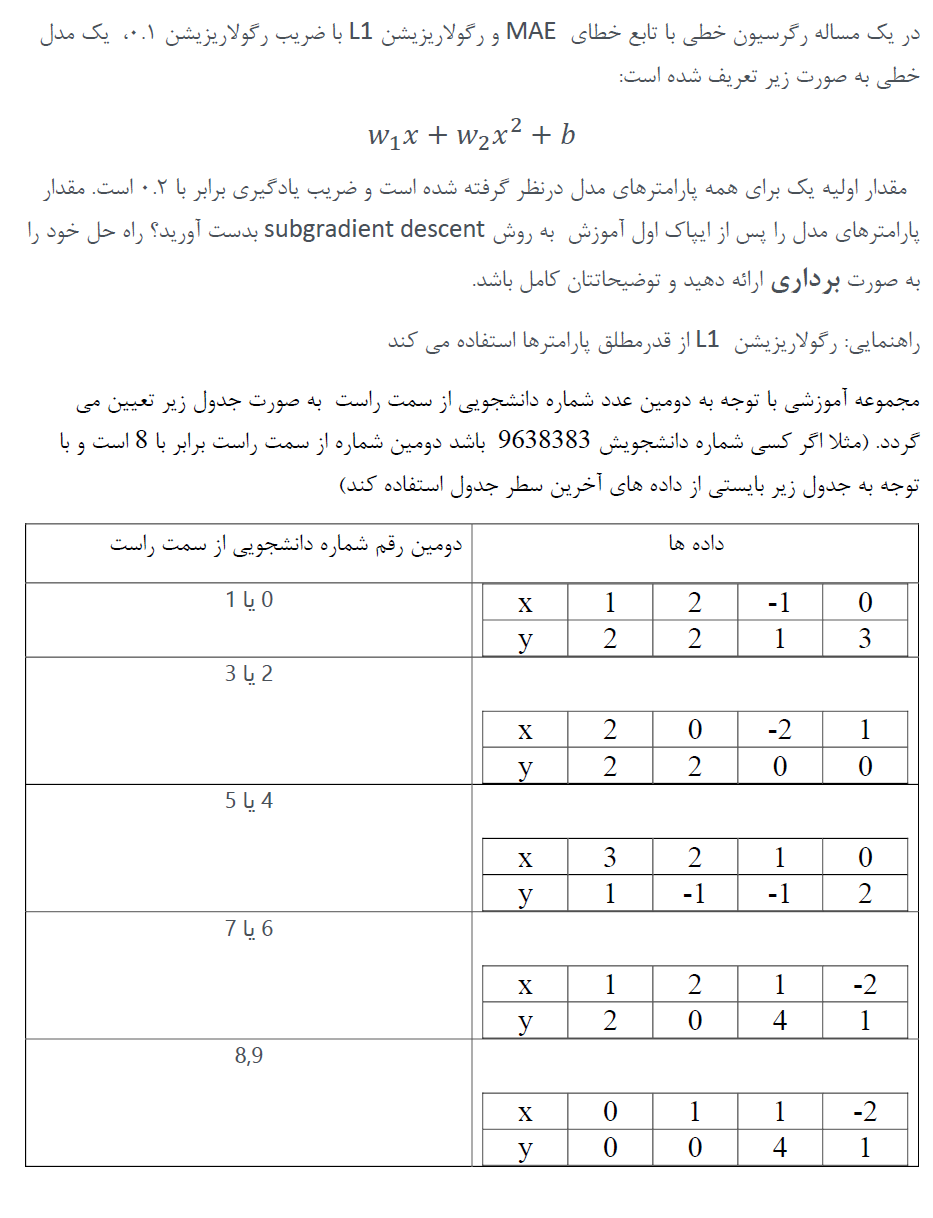 در یک مساله رگرسیون خطی با تابع خطای MAE و رگولاریزیشن L1 با ضریب رگولاریزیشن ۰.۱، یک مدل
خطی به صورت زیر تعریف شده است:
w₁x + w₂x² + b
مقدار اولیه یک برای همه پارامترهای مدل درنظر گرفته شده است و ضریب یادگیری برابر با ۰.۲ است. مقدار
پارامترهای مدل را پس از ایپاک اول آموزش به روش subgradient descent بدست آورید؟ راه حل خود را
به صورت برداری ارائه دهید و توضیحاتتان کامل باشد.
راهنمایی: رگولاریزیشن L1 از قدرمطلق پارامترها استفاده می کند
مجموعه آموزشی با توجه به دومین عدد شماره دانشجویی از سمت راست به صورت جدول زیر تعیین می
گردد. (مثلا اگر کسی شماره دانشجویش 9638383 باشد دومین شماره از سمت راست برابر با 8 است و با
توجه به جدول زیر بایستی از داده های آخرین سطر جدول استفاده کند)
داده ها دومین رقم شماره دانشجویی از سمت راست
0 یا 1
x 1 2 -1 0
y 2 2 1 3
2 یا 3
x 2 0 -2 1
y 2 2 0 0
4 یا 5
x 3 2 1 0
y 1 -1 -1 2
6 یا 7
x 1 2 1 -2
y 2 0 4 1
8,9
x 0 1 1 -2
y 0 0 4 1